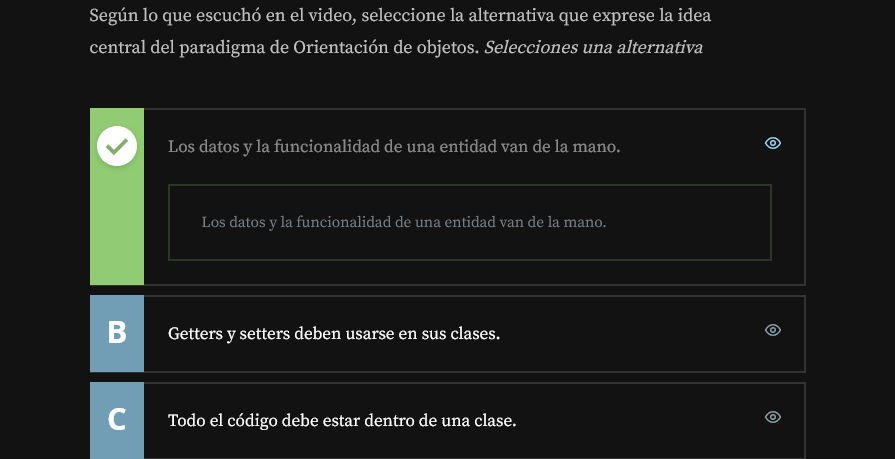 Según lo que escuchó en el video, seleccione la alternativa que exprese la idea
central del paradigma de Orientación de objetos. Selecciones una alternativa
Los datos y la funcionalidad de una entidad van de la mano.
Los datos y la funcionalidad de una entidad van de la mano.
B
Getters y setters deben usarse en sus clases.
C
Todo el código debe estar dentro de una clase.